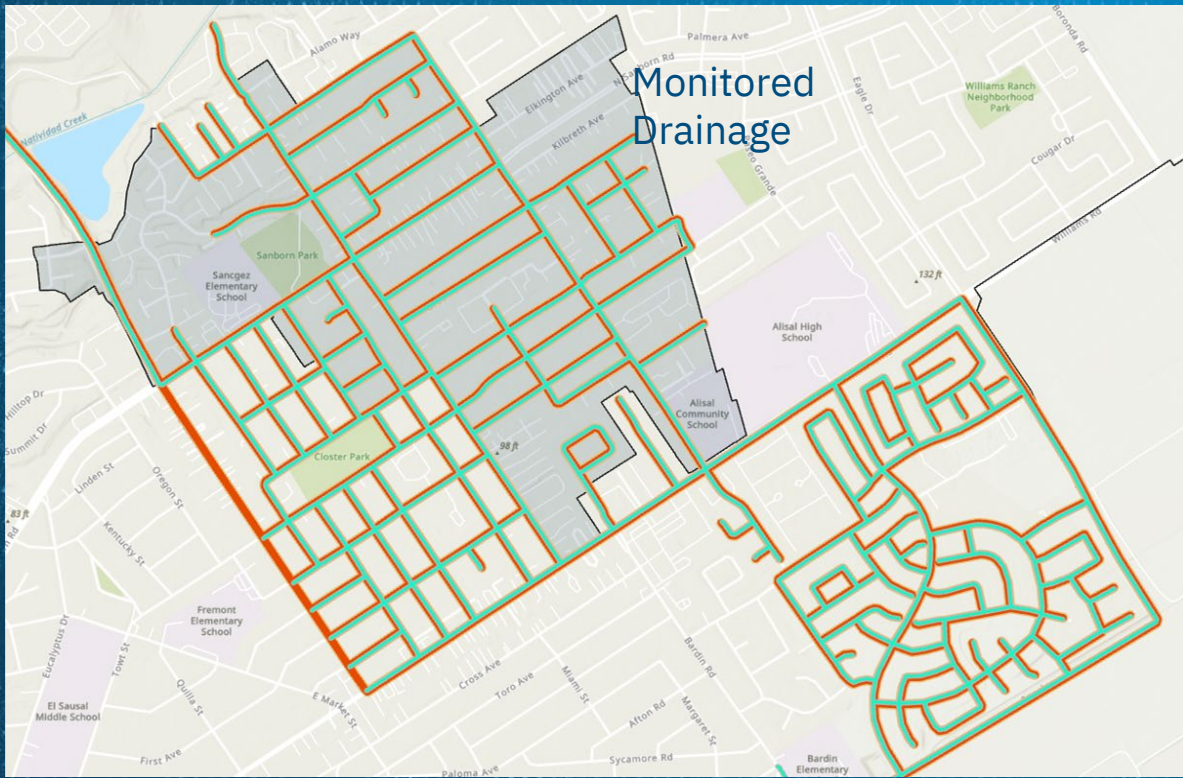 Monitored
Drainage
Alamo Way
Palmera Ave
Boronda Rd
Elkington Ave
N Sanborn Rd
Eagle Dr
Williams Ranch
Neighborhood
Park
Natividad Creek
Kilbreth Ave
Cougar Dr
Grande
Williams Rd
Sanborn Park
Sancgez
Elementary
School
132 ft
Alisal High
School
Hilltop Dr
Summit Dr
Alisal
Community
School
98 ft
Closter Park
Linden St
Oregon St
83 ft
Kentucky St
Fremont
Elementary
School
Eucalyptus Dr
Towt St
Quilla St
El Sausal
Middle School
First Ave
E Market St
Cross Ave
Toro Ave
Miami St
Bardin Rd
Margaret St
Afton Rd
Sycamore Rd
Paloma Ave
Bardin
Elementary